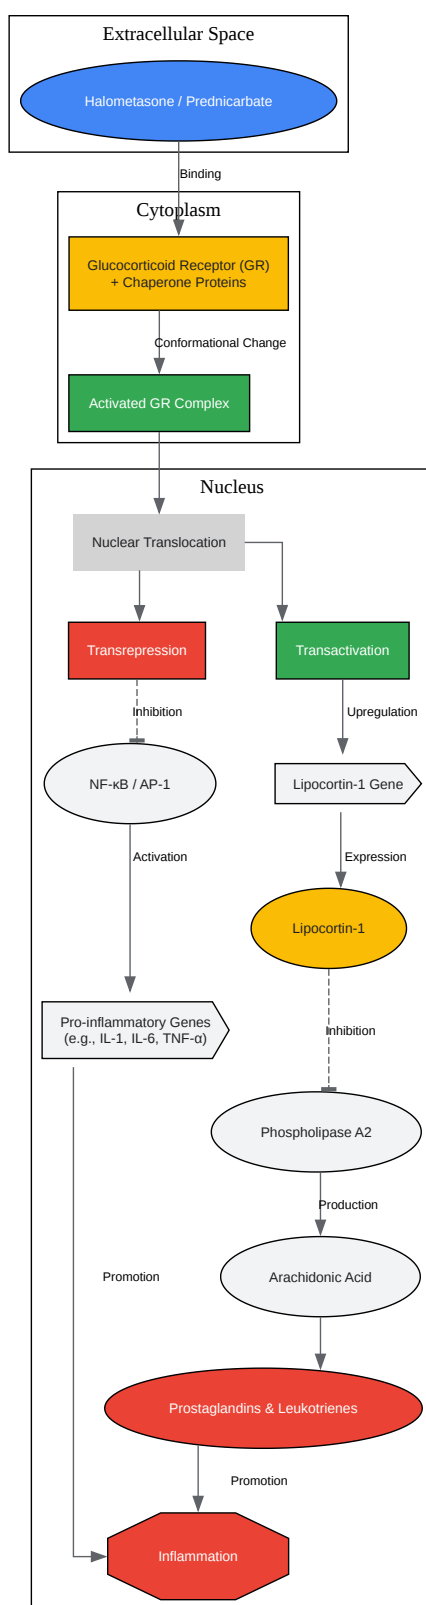 Extracellular Space
Halometasone / Prednicarbate
Binding
Cytoplasm
Glucocorticoid Receptor (GR)
+ Chaperone Proteins
Conformational Change
Activated GR Complex
Nucleus
Nuclear Translocation
Transrepression
Transactivation
Inhibition
Upregulation
NF-κB / AP-1
Lipocortin-1 Gene
Activation
Expression
Lipocortin-1
Pro-inflammatory Genes
(e.g., IL-1, IL-6, TNF-α)
Inhibition
Phospholipase A2
Production
Promotion
Arachidonic Acid
Prostaglandins & Leukotrienes
Promotion
Inflammation